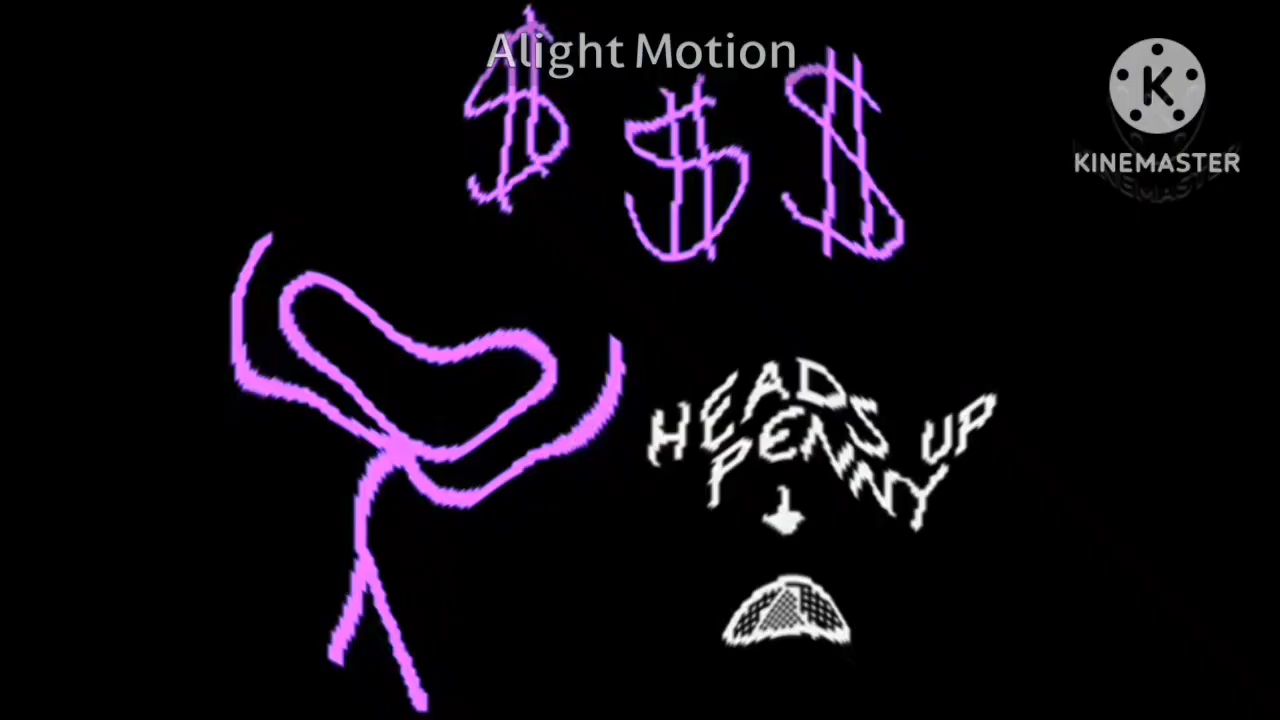 Alight Motion
KINEMASTER
$ $ $
HEADS UP
PENNY